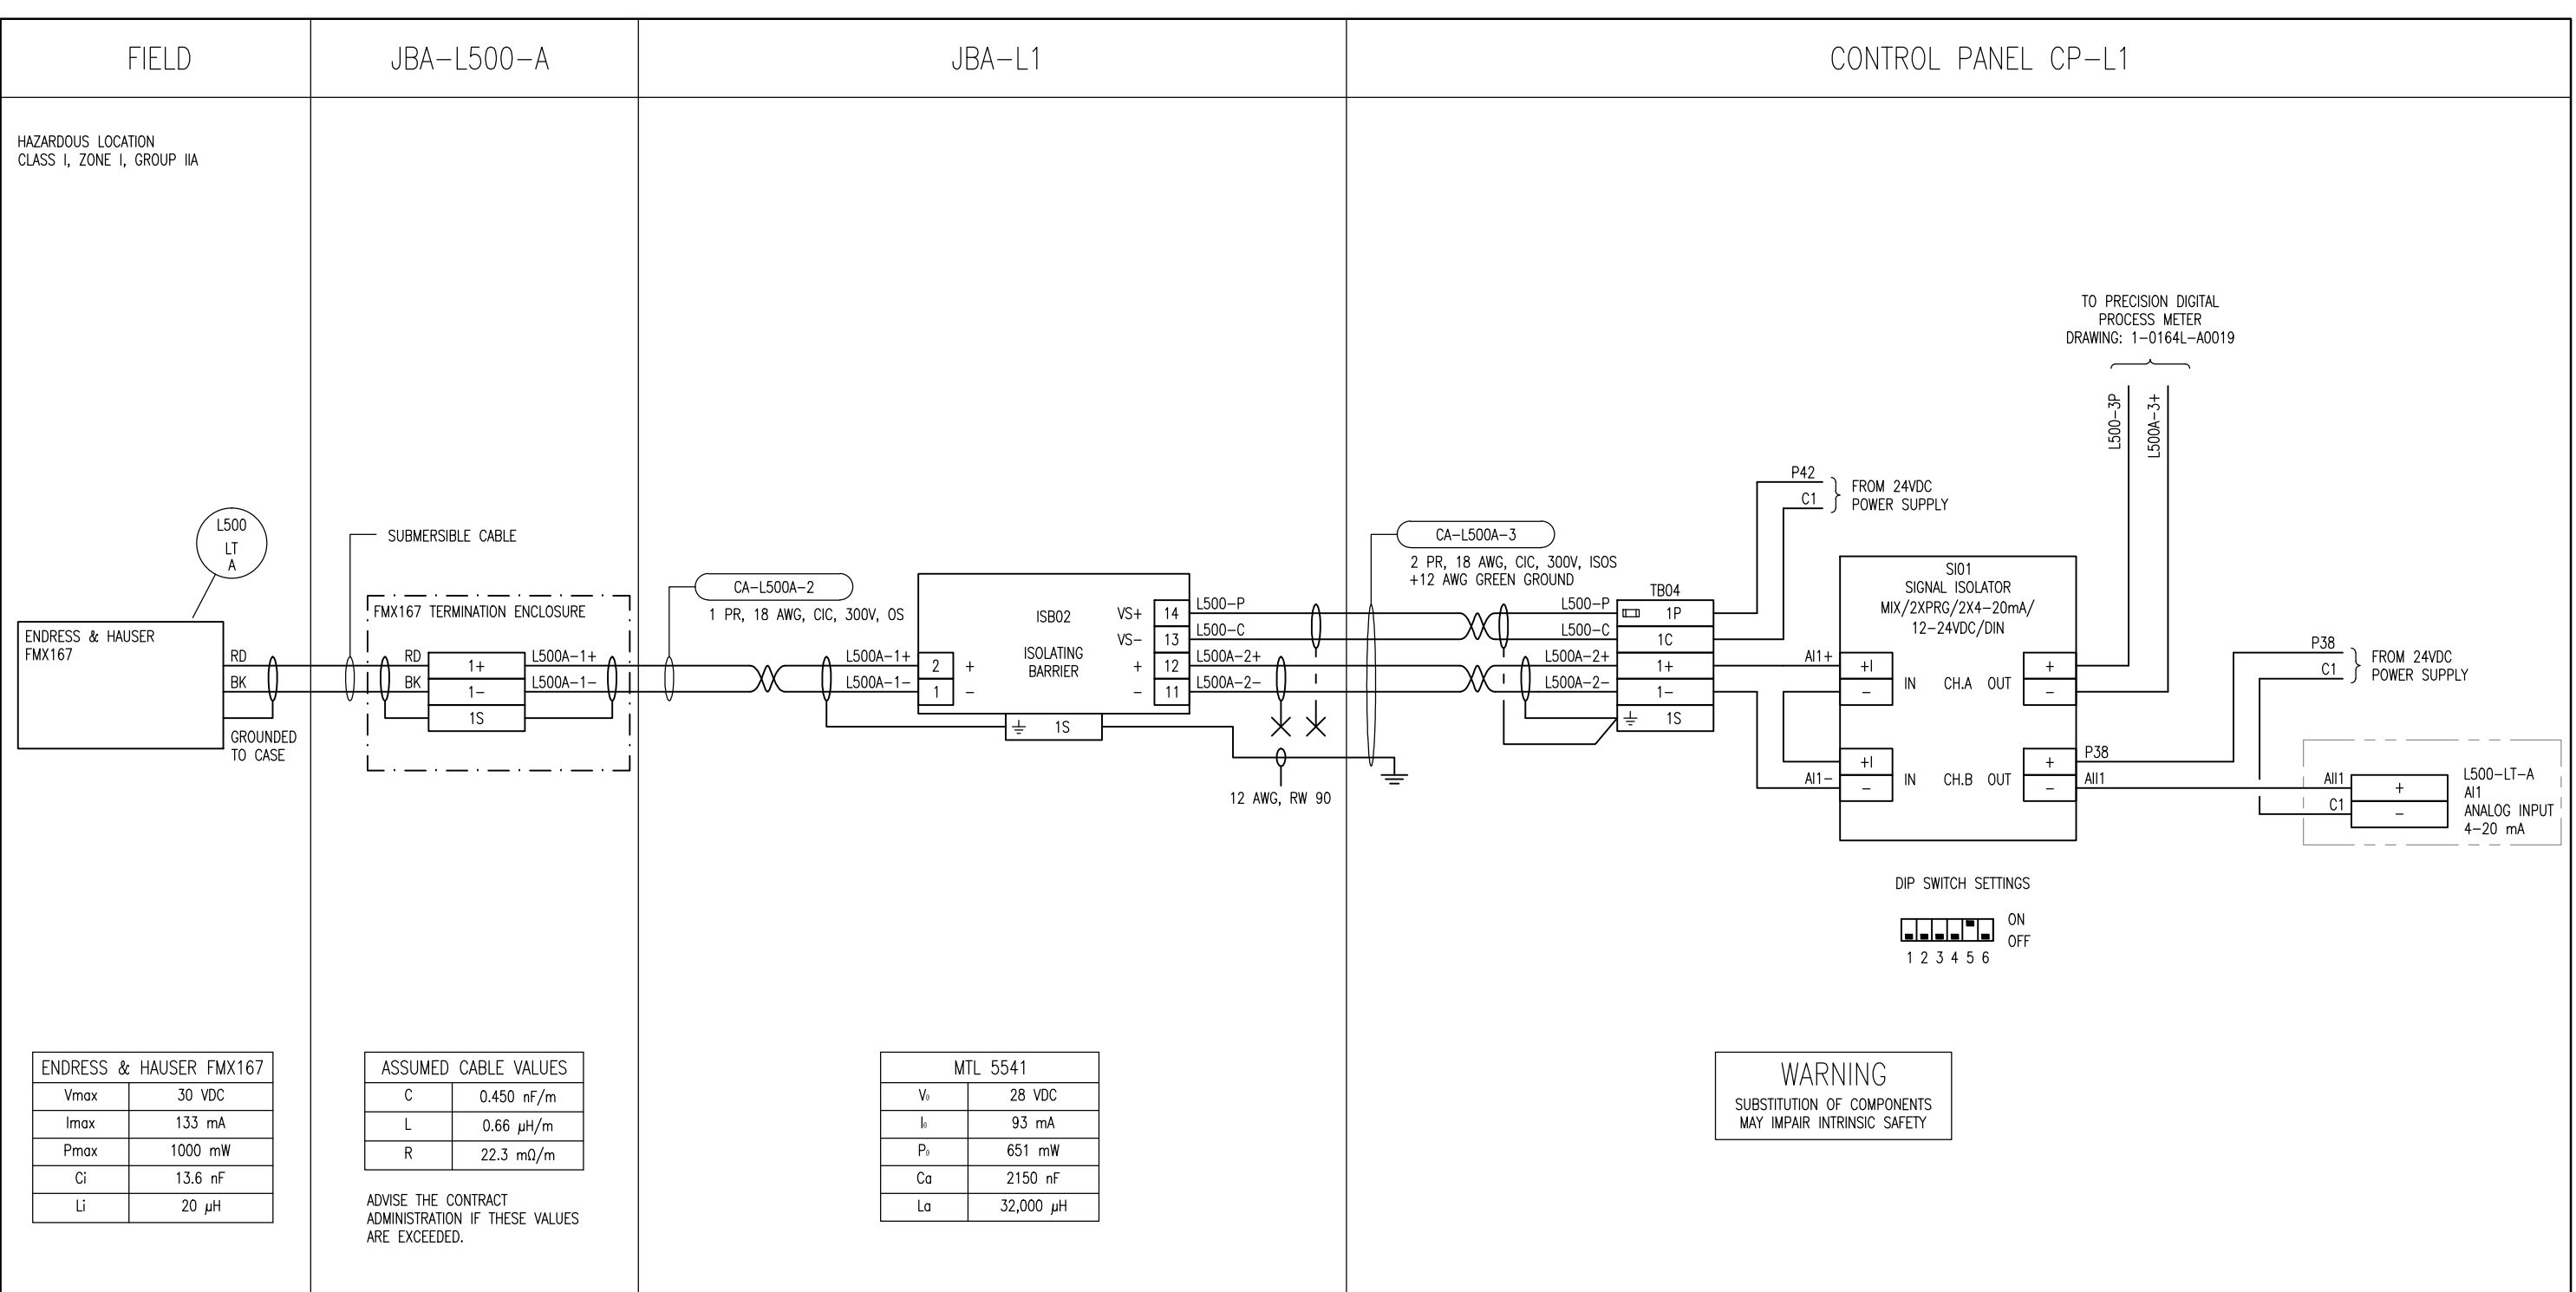 FIELD
JBA-L500-A
JBA-L1
CONTROL PANEL CP-L1
HAZARDOUS LOCATION
CLASS I, ZONE I, GROUP IIA
L500
LT
A
ENDRESS & HAUSER
FMX167
RD
BK
GROUNDED
TO CASE
SUBMERSIBLE CABLE
FMX167 TERMINATION ENCLOSURE
RD
BK
1+
1-
1S
L500A-1+
L500A-1-
CA-L500A-2
1 PR, 18 AWG, CIC, 300V, OS
L500A-1+
L500A-1-
2 +
1 -
ISB02
ISOLATING
BARRIER
VS+ 14
VS- 13
+ 12
- 11
1S
L500-P
L500-C
L500A-2+
L500A-2-
12 AWG, RW 90
CA-L500A-3
2 PR, 18 AWG, CIC, 300V, ISOS
+12 AWG GREEN GROUND
L500-P
L500-C
L500A-2+
L500A-2-
TB04
1P
1C
1+
1-
1S
P42
C1
FROM 24VDC
POWER SUPPLY
TO PRECISION DIGITAL
PROCESS METER
DRAWING: 1-0164L-A0019
L500-3P
L500A-3+
SI01
SIGNAL ISOLATOR
MIX/2XPRG/2X4-20mA/
12-24VDC/DIN
AI1+
AI1-
+I
-
IN CH.A OUT
+
-
+I
-
IN CH.B OUT
+
-
P38
AII1
P38
C1
FROM 24VDC
POWER SUPPLY
AII1
C1
+
-
L500-LT-A
AI1
ANALOG INPUT
4-20 mA
DIP SWITCH SETTINGS
ON
OFF
1 2 3 4 5 6
ENDRESS & HAUSER FMX167
Vmax 30 VDC
Imax 133 mA
Pmax 1000 mW
Ci 13.6 nF
Li 20 µH
ASSUMED CABLE VALUES
C 0.450 nF/m
L 0.66 µH/m
R 22.3 mΩ/m
ADVISE THE CONTRACT
ADMINISTRATION IF THESE VALUES
ARE EXCEEDED.
MTL 5541
V₀ 28 VDC
I₀ 93 mA
P₀ 651 mW
Ca 2150 nF
La 32,000 µH
WARNING
SUBSTITUTION OF COMPONENTS
MAY IMPAIR INTRINSIC SAFETY